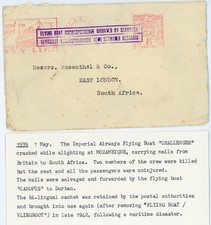 FLYING BOAT CORRESPONDENCE DAMAGED BY SEAWATER
Messrs. Rosenthal & Co.,
EAST LONDON,
South Africa.
1939 1 May. The Imperial Airways Flying Boat "CHALLENGER"
crashed while alighting at MOZAMBIQUE, carrying mails from
Britain to South Africa. Two members of the crew were killed
but the rest and all the passengers were uninjured.
The mails were salvaged and forwarded by the flying boat
"CANOPUS" to Durban.
The bi-lingual cachet was retained by the postal authorities
and brought into use again (after removing "FLYING BOAT /
VLIEGBOOT") in late 1942, following a maritime disaster.